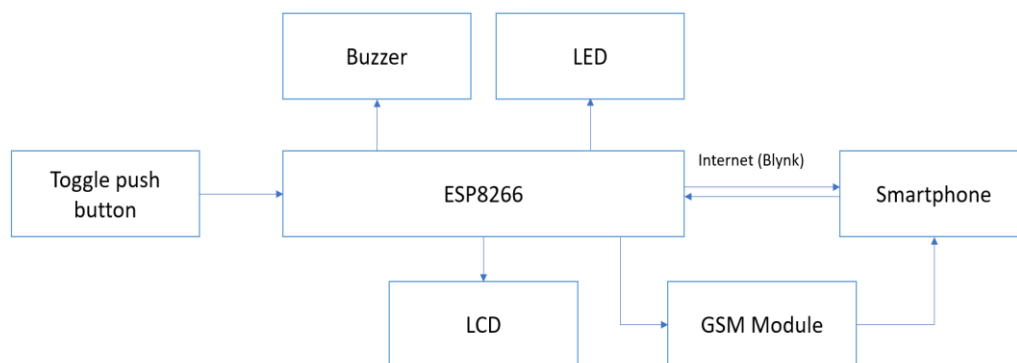 Buzzer
LED
Toggle push
button
ESP8266
Internet (Blynk)
Smartphone
LCD
GSM Module